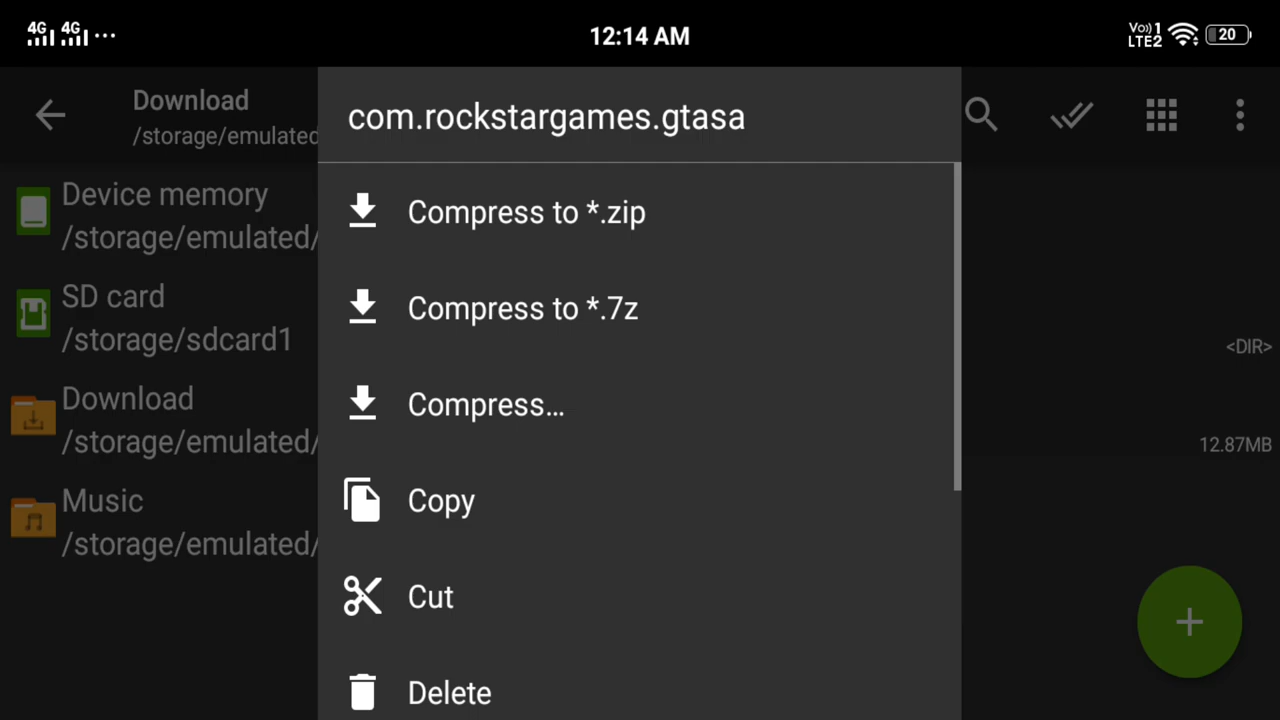 4G 4G ...
12:14 AM
Vo)) 1
LTE2
20
Download
/storage/emulated
com.rockstargames.gtasa
Device memory
/storage/emulated/
SD card
/storage/sdcard1
Download
/storage/emulated/
Music
/storage/emulated/
Compress to *.zip
Compress to *.7z
Compress...
Copy
Cut
Delete
<DIR>
12.87MB